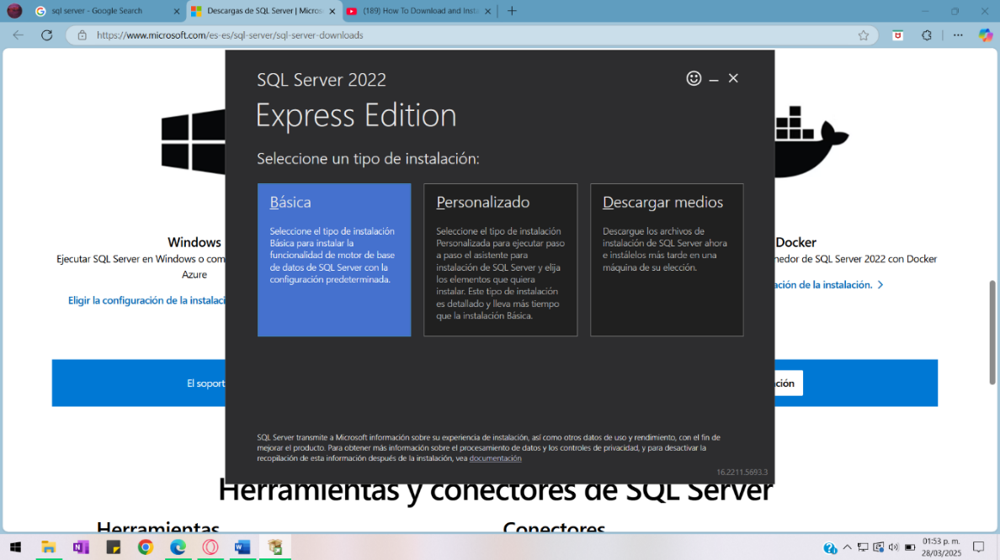 sql server - Google Search
Descargas de SQL Server | Micros
(189) How To Download and Insta
https://www.microsoft.com/es-es/sql-server/sql-server-downloads
SQL Server 2022
Express Edition
Seleccione un tipo de instalación:
Básica
Seleccione el tipo de instalación
Básica para instalar la
funcionalidad de motor de base
de datos de SQL Server con la
configuración predeterminada.
Personalizado
Seleccione el tipo de instalación
Personalizada para ejecutar paso
a paso el asistente para
instalación de SQL Server y elija
los elementos que quiera
instalar. Este tipo de instalación
es detallado y lleva más tiempo
que la instalación Básica.
Descargar medios
Descargue los archivos de
instalación de SQL Server ahora
e instálelos más tarde en una
máquina de su elección.
Windows
Ejecutar SQL Server en Windows o com
Azure
Eligir la configuración de la instalaci
Docker
nedor de SQL Server 2022 con Docker
ación de la instalación.
El soport
ción
SQL Server transmite a Microsoft información sobre su experiencia de instalación, así como otros datos de uso y rendimiento, con el fin de
mejorar el producto. Para obtener más información sobre el procesamiento de datos y los controles de privacidad, y para desactivar la
recopilación de esta información después de la instalación, vea documentación
16.2211.5693.3
Herramientas y conectores de SQL Server
Herramientas
Conectores
01:53 p. m.
28/03/2025